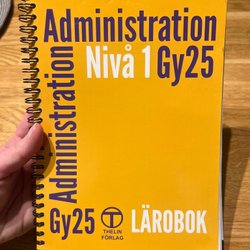 Administration
Nivå 1 Gy25
Administration
Gy25
T
THELIN
FÖRLAG
LÄROBOK